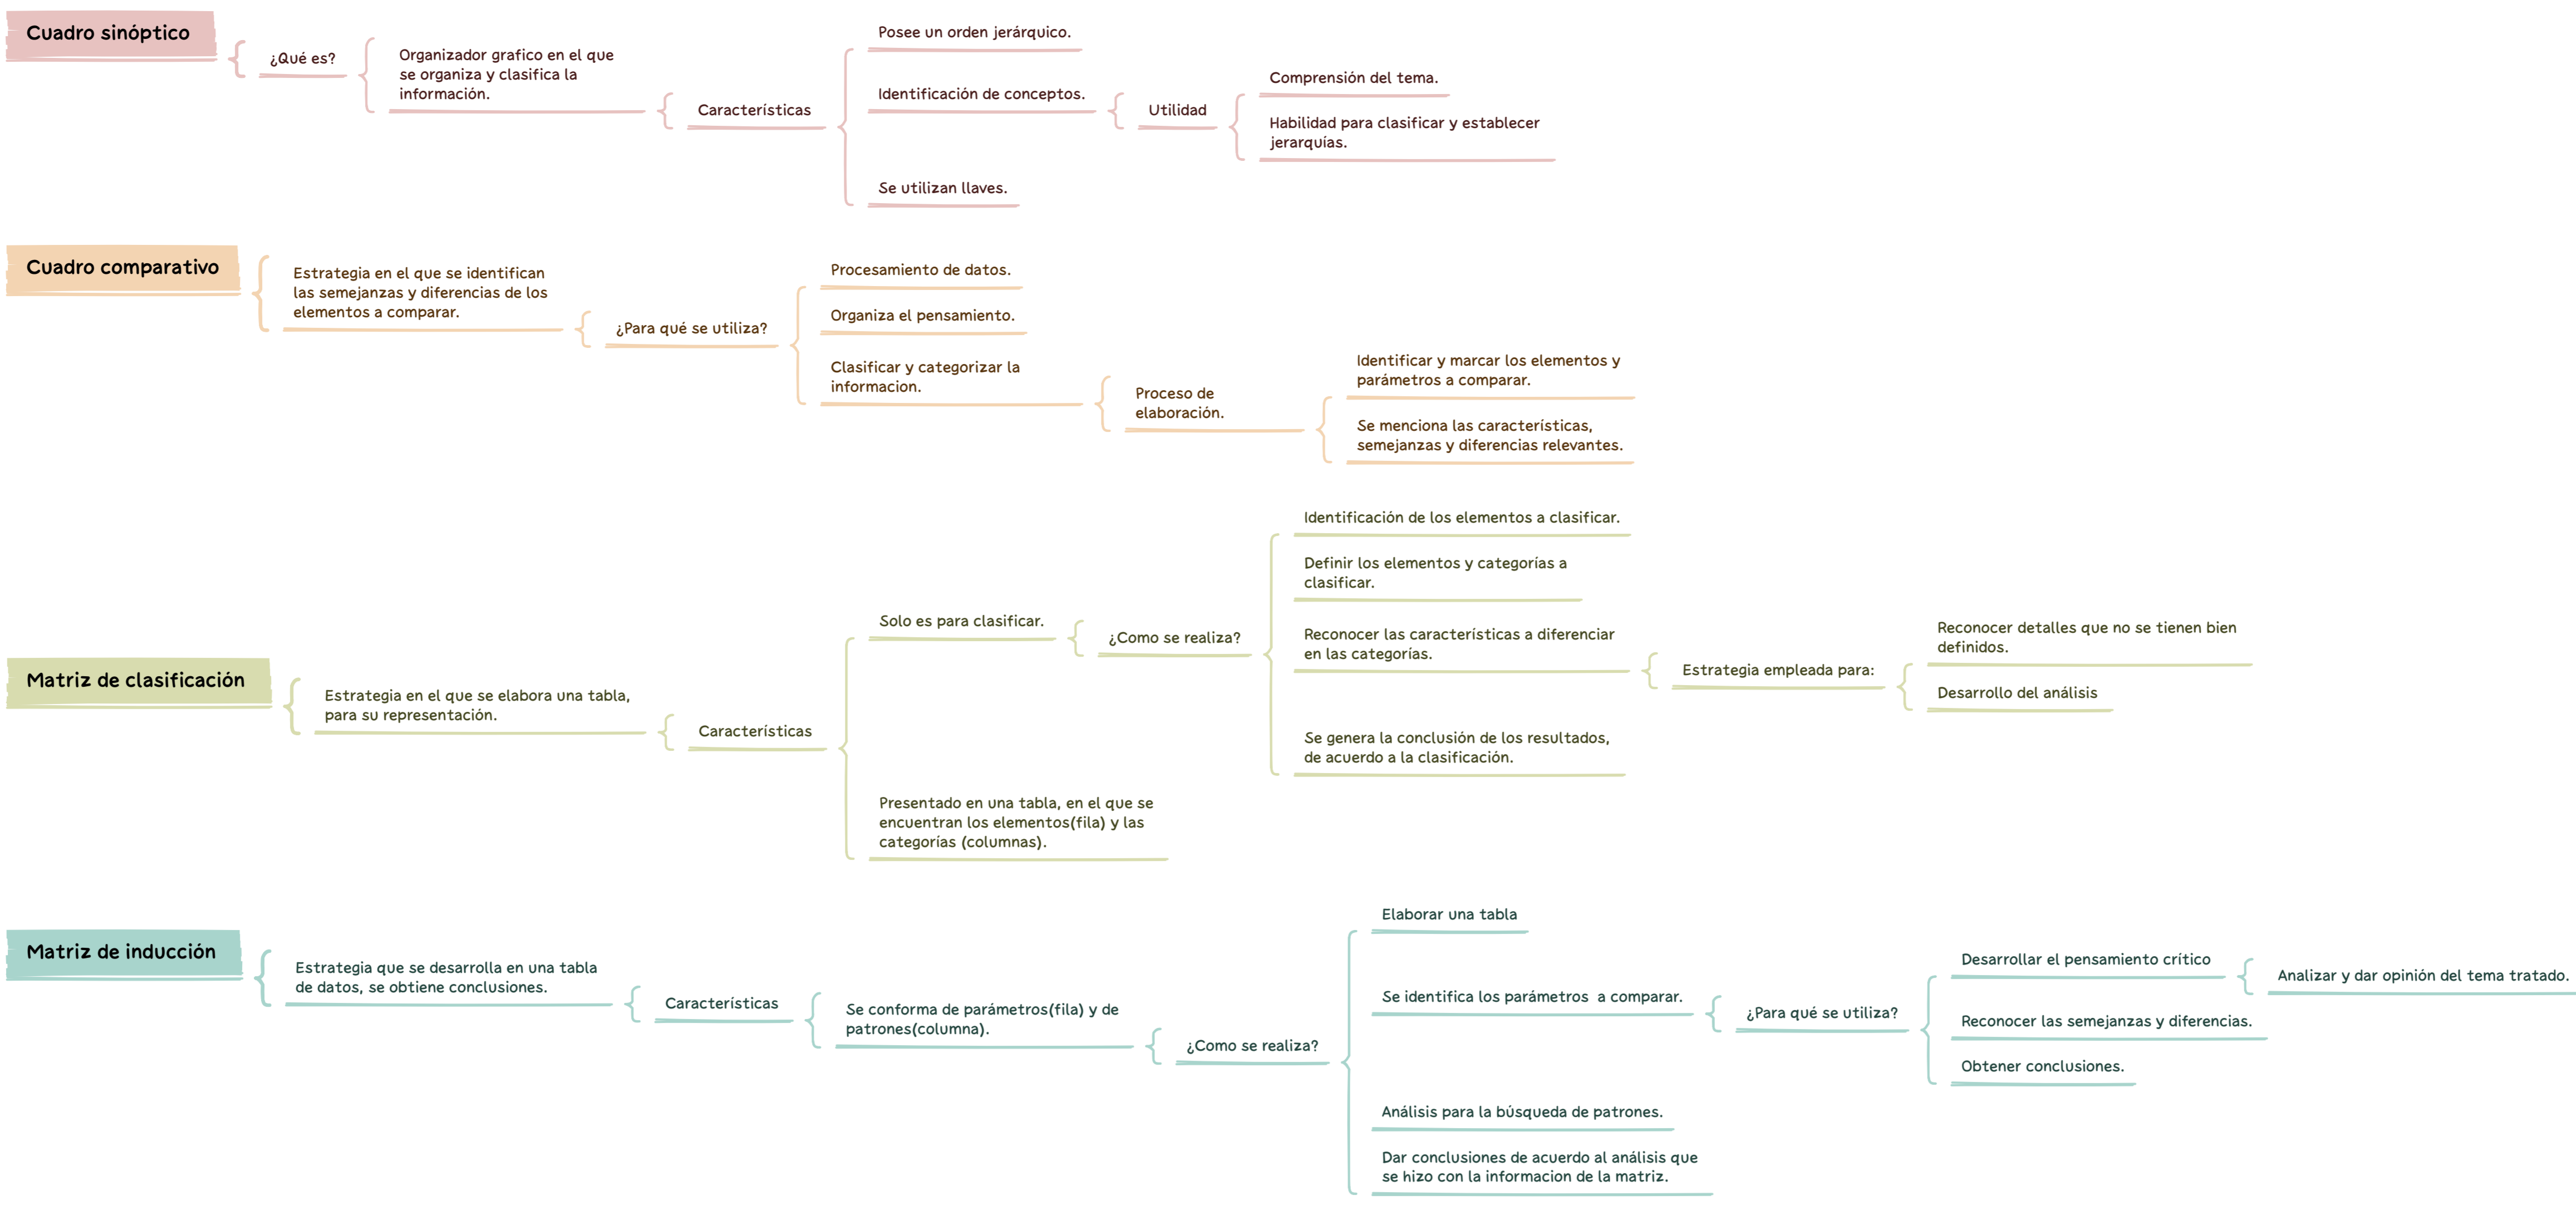 Cuadro sinóptico
¿Qué es?
Organizador grafico en el que
se organiza y clasifica la
información.
Características
Posee un orden jerárquico.
Identificación de conceptos.
Utilidad
Comprensión del tema.
Habilidad para clasificar y establecer
jerarquías.
Se utilizan llaves.
Cuadro comparativo
Estrategia en el que se identifican
las semejanzas y diferencias de los
elementos a comparar.
¿Para qué se utiliza?
Procesamiento de datos.
Organiza el pensamiento.
Clasificar y categorizar la
informacion.
Proceso de
elaboración.
Identificar y marcar los elementos y
parámetros a comparar.
Se menciona las características,
semejanzas y diferencias relevantes.
Matriz de clasificación
Estrategia en el que se elabora una tabla,
para su representación.
Características
Solo es para clasificar.
¿Como se realiza?
Identificación de los elementos a clasificar.
Definir los elementos y categorías a
clasificar.
Reconocer las características a diferenciar
en las categorías.
Estrategia empleada para:
Reconocer detalles que no se tienen bien
definidos.
Desarrollo del análisis
Se genera la conclusión de los resultados,
de acuerdo a la clasificación.
Presentado en una tabla, en el que se
encuentran los elementos(fila) y las
categorías (columnas).
Matriz de inducción
Estrategia que se desarrolla en una tabla
de datos, se obtiene conclusiones.
Características
Se conforma de parámetros(fila) y de
patrones(columna).
¿Como se realiza?
Elaborar una tabla
Se identifica los parámetros  a comparar.
¿Para qué se utiliza?
Desarrollar el pensamiento crítico
Analizar y dar opinión del tema tratado.
Reconocer las semejanzas y diferencias.
Obtener conclusiones.
Análisis para la búsqueda de patrones.
Dar conclusiones de acuerdo al análisis que
se hizo con la informacion de la matriz.